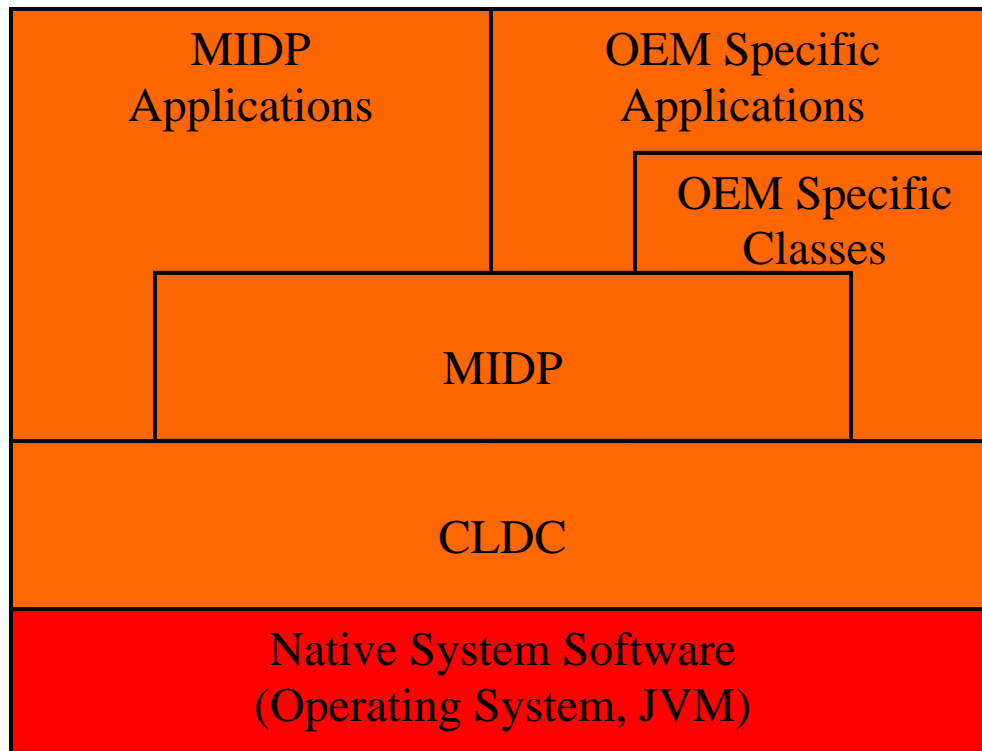 MIDP
Applications
OEM Specific
Applications
OEM Specific
Classes
MIDP
CLDC
Native System Software
(Operating System, JVM)